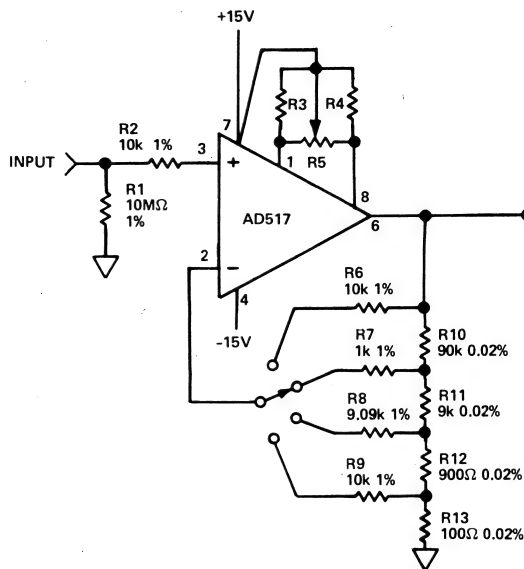 +15V
R3
R4
R2
10k 1%
7
INPUT
3
+
1
R5
R1
10MΩ
1%
8
AD517
6
2
−
R6
10k 1%
4
-15V
R10
90k 0.02%
R7
1k 1%
R11
9k 0.02%
R8
9.09k 1%
R12
900Ω 0.02%
R9
10k 1%
R13
100Ω 0.02%